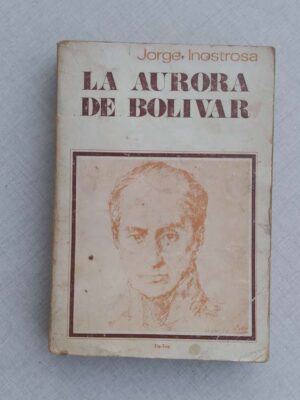 Jorge Inostrosa
LA AURORA
DE BOLIVAR